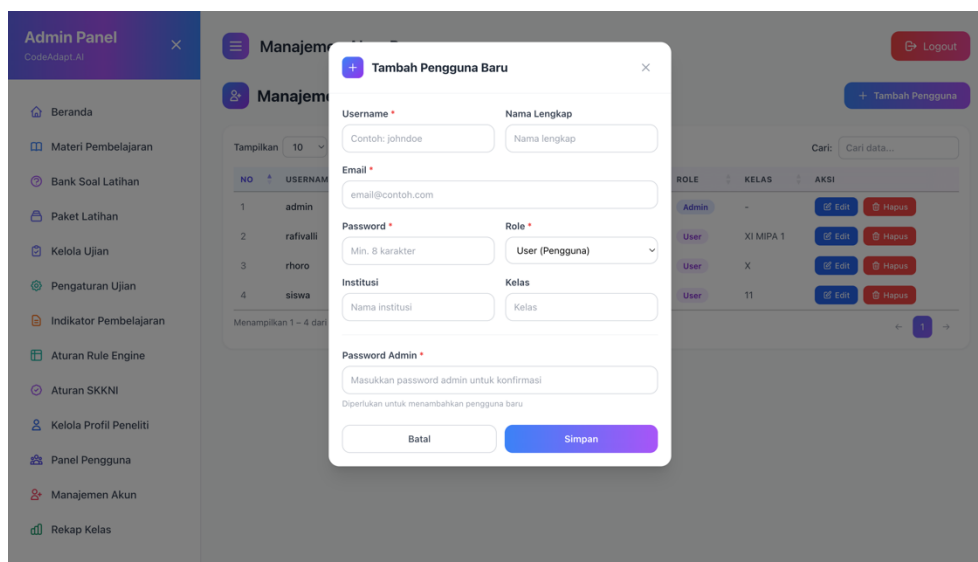 Admin Panel
CodeAdapt.AI
Beranda
Materi Pembelajaran
Bank Soal Latihan
Paket Latihan
Kelola Ujian
Pengaturan Ujian
Indikator Pembelajaran
Aturan Rule Engine
Aturan SKKNI
Kelola Profil Peneliti
Panel Pengguna
Manajemen Akun
Rekap Kelas
Logout
Tambah Pengguna
Tampilkan 10
Cari: Cari data...
NO ROLE KELAS AKSI
1 admin Admin - Edit Hapus
2 rafivalli User XI MIPA 1 Edit Hapus
3 rhoro User X Edit Hapus
4 siswa User 11 Edit Hapus
Menampilkan 1 – 4 dari
1
Tambah Pengguna Baru
Username * Nama Lengkap
Contoh: johndoe Nama lengkap
Email *
email@contoh.com
Password * Role *
Min. 8 karakter User (Pengguna)
Institusi Kelas
Nama institusi Kelas
Password Admin *
Masukkan password admin untuk konfirmasi
Diperlukan untuk menambahkan pengguna baru
Batal Simpan